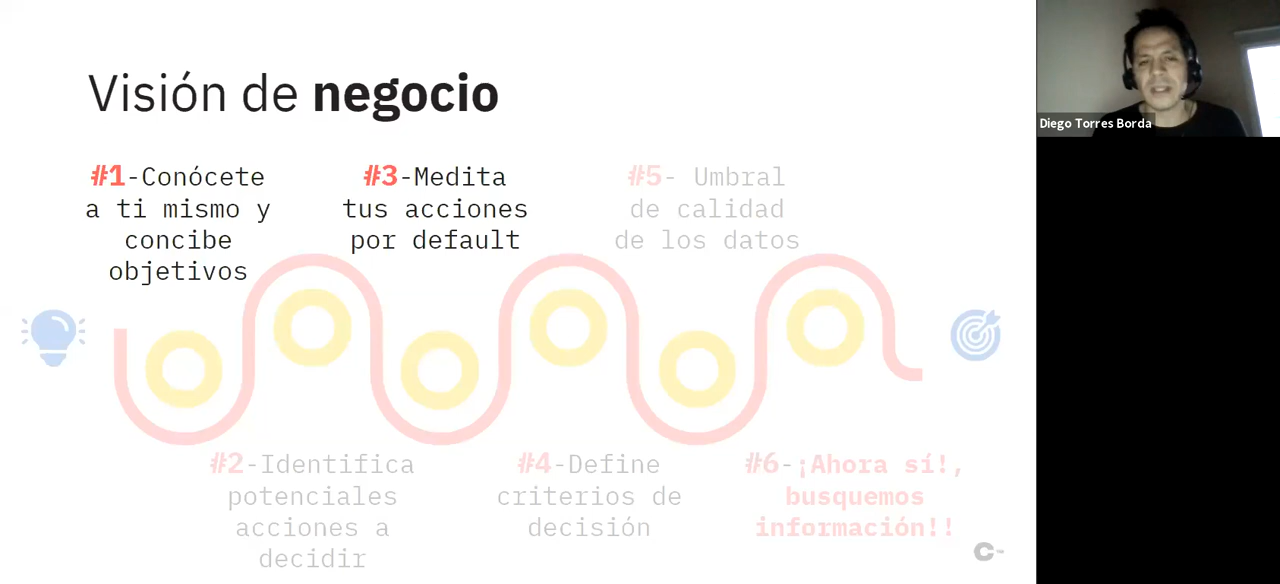 Visión de negocio
#1-Conócete
a ti mismo y
concibe
objetivos
#3-Medita
tus acciones
por default
#5- Umbral
de calidad
de los datos
#2-Identifica
potenciales
acciones a
decidir
#4-Define
criterios de
decisión
#6-¡Ahora sí!,
busquemos
información!!
C-
Diego Torres Borda